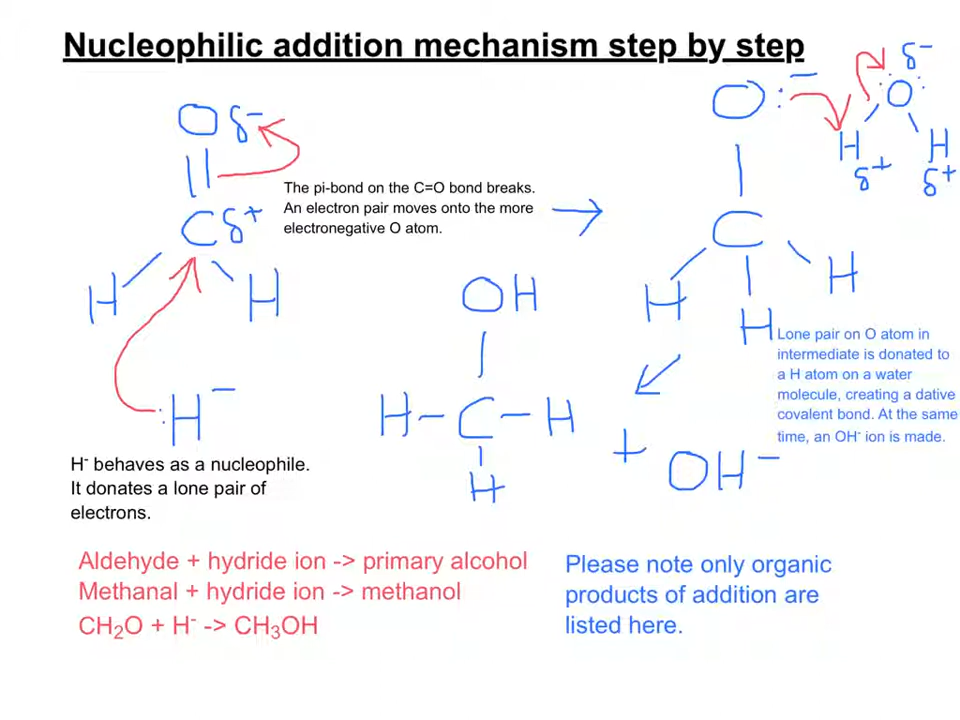 Nucleophilic addition mechanism step by step
O δ-
C δ+
H H
:H-
The pi-bond on the C=O bond breaks.
An electron pair moves onto the more
electronegative O atom.
H- behaves as a nucleophile.
It donates a lone pair of
electrons.
O:-
C
H H
H
δ-
:O:
H H
δ+ δ+
Lone pair on O atom in
intermediate is donated to
a H atom on a water
molecule, creating a dative
covalent bond. At the same
time, an OH- ion is made.
OH
H-C-H
H
+ OH-
Aldehyde + hydride ion -> primary alcohol
Methanal + hydride ion -> methanol
CH₂O + H- -> CH₃OH
Please note only organic
products of addition are
listed here.